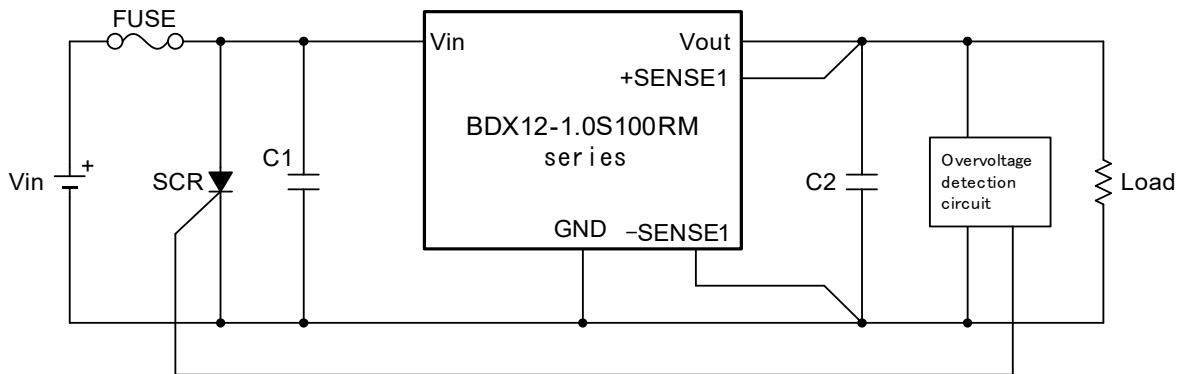 FUSE
Vin
Vout
+SENSE1
BDX12-1.0S100RM
series
C1
SCR
Vin
+
C2
Overvoltage
detection
circuit
Load
GND
−SENSE1